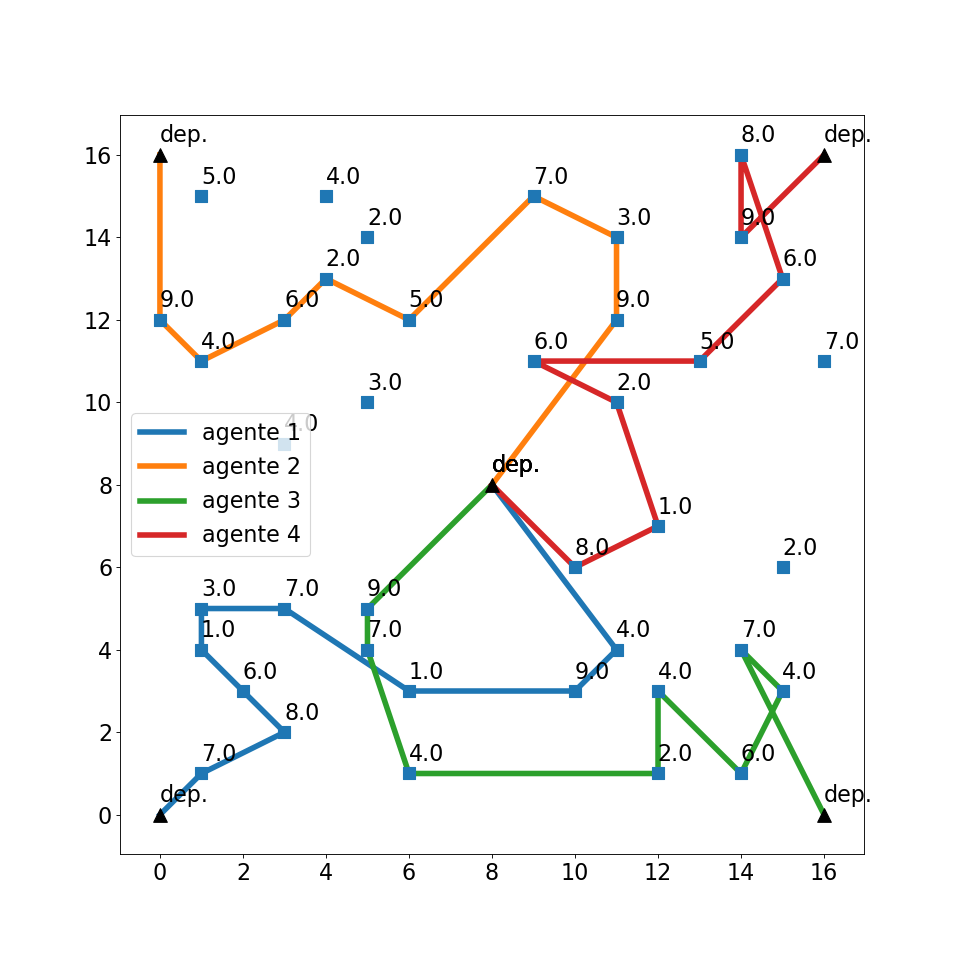 dep. 8.0 dep.
16
5.0 4.0 7.0
2.0 3.0 9.0
14
2.0 6.0
9.0 6.0 5.0 9.0
12
4.0 6.0 5.0 7.0
3.0 2.0
10
4.0
agente 1
agente 2
agente 3
agente 4
dep.
8
1.0
8.0 2.0
6
3.0 7.0 9.0
1.0 7.0 4.0 7.0
4
6.0 1.0 9.0 4.0 4.0
8.0
2
7.0 4.0 2.0 6.0
dep. dep.
0
0 2 4 6 8 10 12 14 16